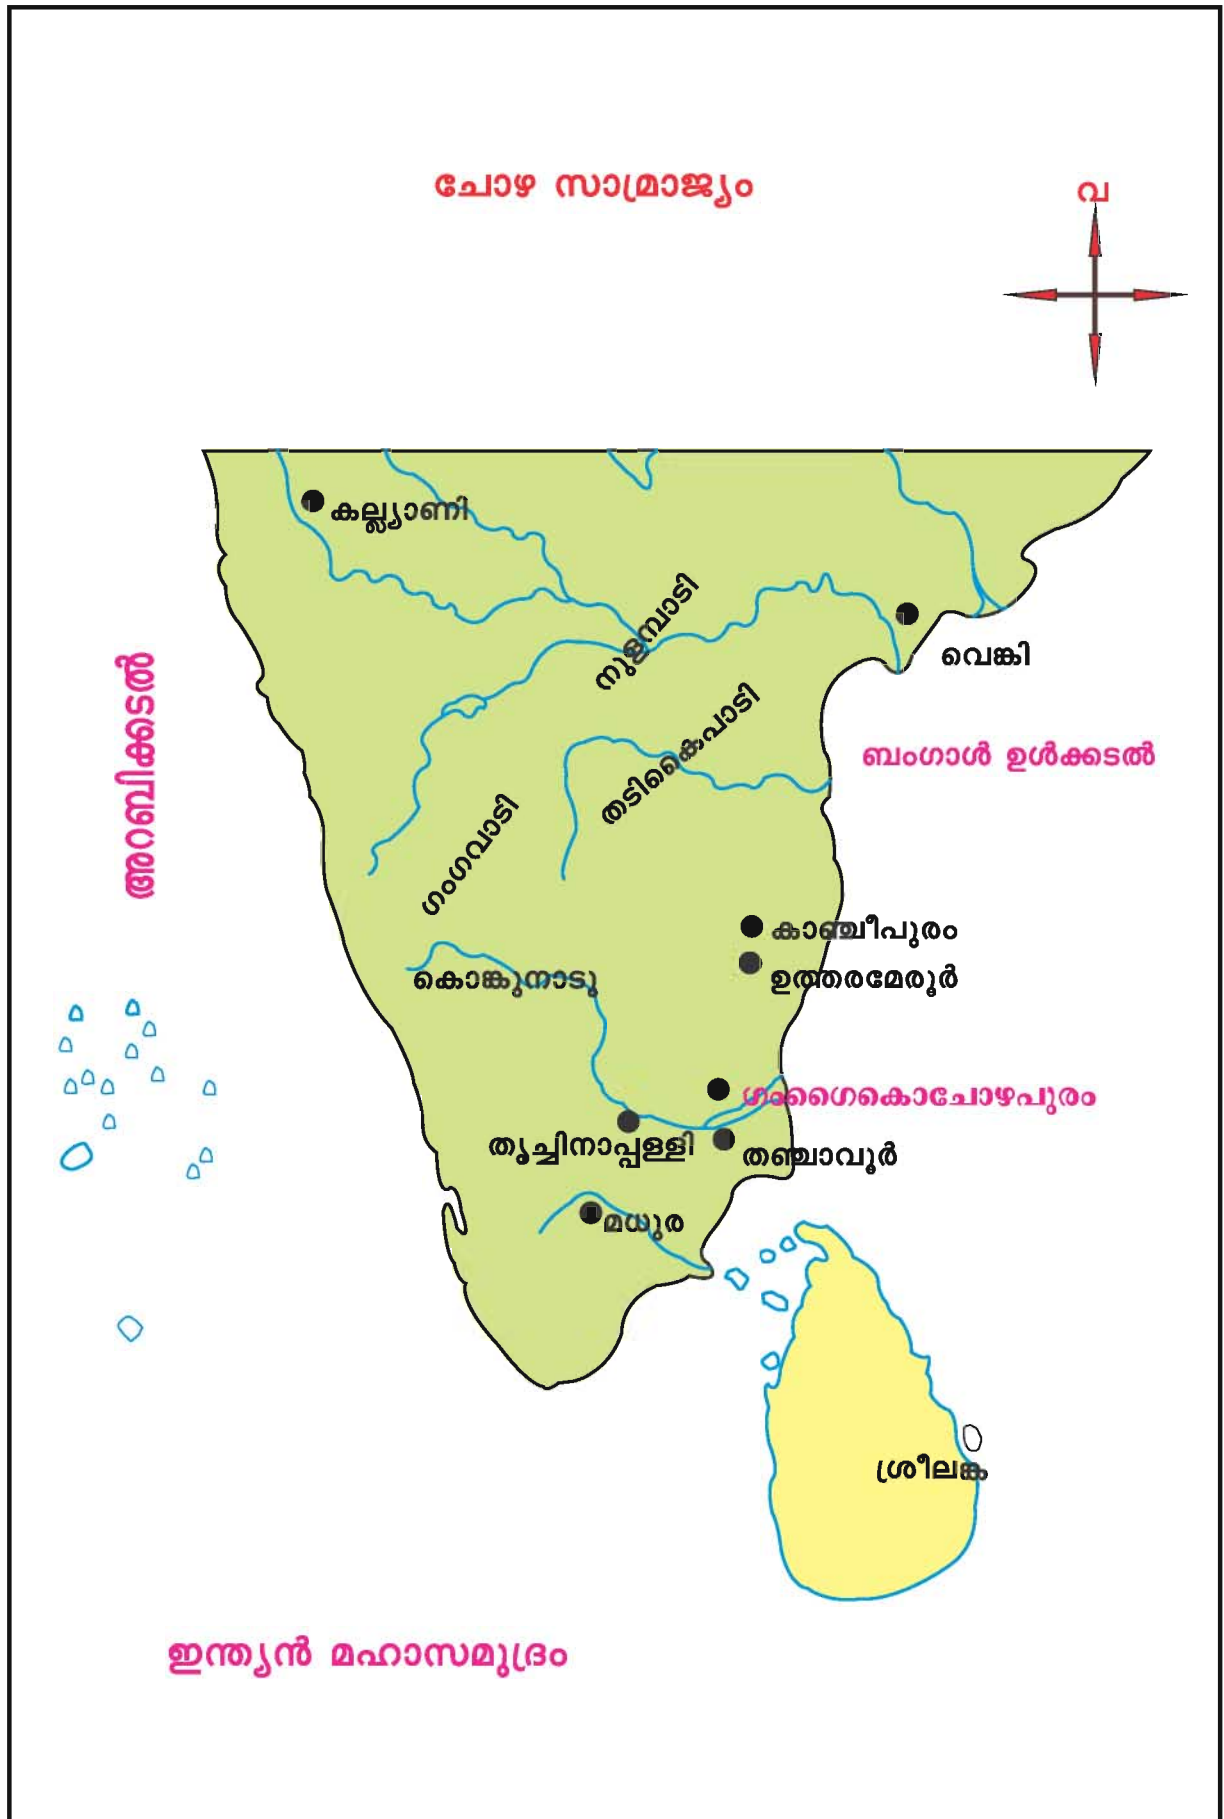 ചോഴ സാമ്രാജ്യം
വ
കല്ല്യാണി
നുളമ്പാടി
വെങ്കി
അറബിക്കടൽ
തടികൈപാടി
ബംഗാൾ ഉൾക്കടൽ
ഗംഗവാടി
കാഞ്ചീപുരം
കൊങ്കുനാടു
ഉത്തരമേരൂർ
ഗംഗൈകൊചോഴപുരം
തൃച്ചിനാപ്പള്ളി
തഞ്ചാവൂർ
മധുര
ശ്രീലങ്ക
ഇന്ത്യൻ മഹാസമുദ്രം